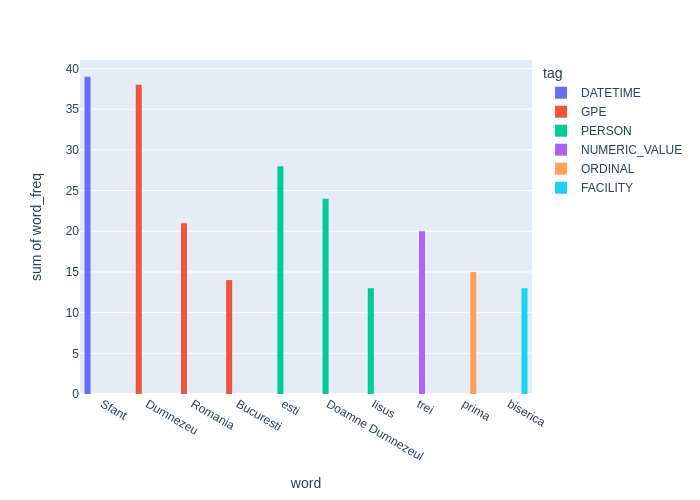 tag
DATETIME
GPE
PERSON
NUMERIC_VALUE
ORDINAL
FACILITY
sum of word_freq
40
35
30
25
20
15
10
5
0
Sfant
Dumnezeu
Romania
Bucuresti
esti
Doamne Dumnezeul
Iisus
trei
prima
biserica
word